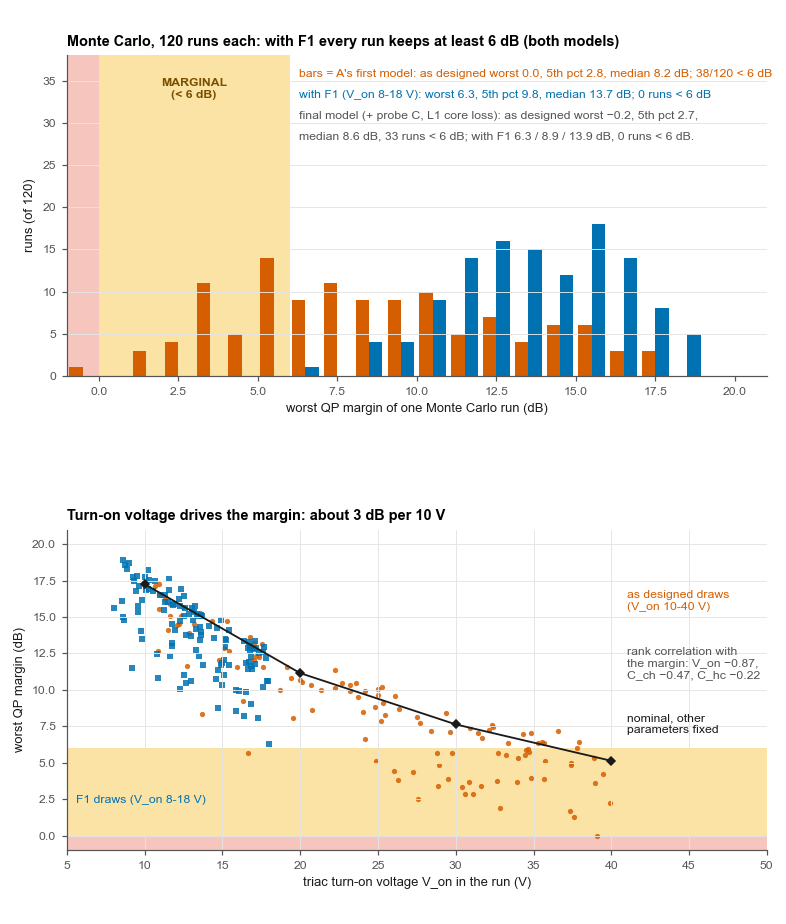 Monte Carlo, 120 runs each: with F1 every run keeps at least 6 dB (both models)
MARGINAL
(< 6 dB)
bars = A's first model: as designed worst 0.0, 5th pct 2.8, median 8.2 dB; 38/120 < 6 dB
with F1 (V_on 8-18 V): worst 6.3, 5th pct 9.8, median 13.7 dB; 0 runs < 6 dB
final model (+ probe C, L1 core loss): as designed worst −0.2, 5th pct 2.7,
median 8.6 dB, 33 runs < 6 dB; with F1 6.3 / 8.9 / 13.9 dB, 0 runs < 6 dB.
runs (of 120)
35
30
25
20
15
10
5
0
0.0 2.5 5.0 7.5 10.0 12.5 15.0 17.5 20.0
worst QP margin of one Monte Carlo run (dB)
Turn-on voltage drives the margin: about 3 dB per 10 V
worst QP margin (dB)
20.0
17.5
15.0
12.5
10.0
7.5
5.0
2.5
0.0
as designed draws
(V_on 10-40 V)
rank correlation with
the margin: V_on −0.87,
C_ch −0.47, C_hc −0.22
nominal, other
parameters fixed
F1 draws (V_on 8-18 V)
5 10 15 20 25 30 35 40 45 50
triac turn-on voltage V_on in the run (V)